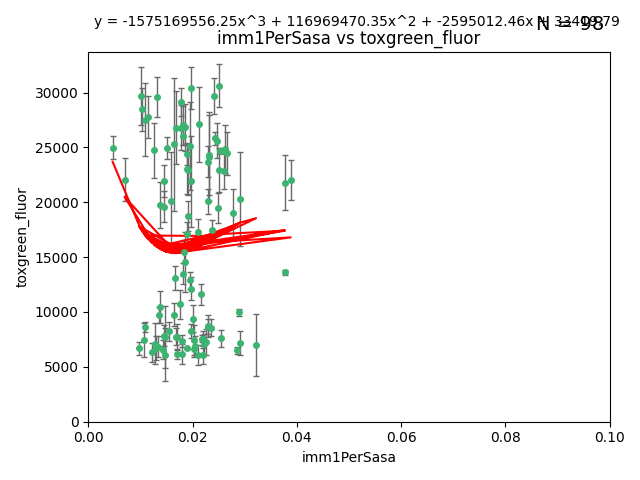 y = -1575169556.25x^3 + 116969470.35x^2 + -2595012.46x + 33419.79
N = 98
imm1PerSasa vs toxgreen_fluor
toxgreen_fluor
30000
25000
20000
15000
10000
5000
0
0.00 0.02 0.04 0.06 0.08 0.10
imm1PerSasa